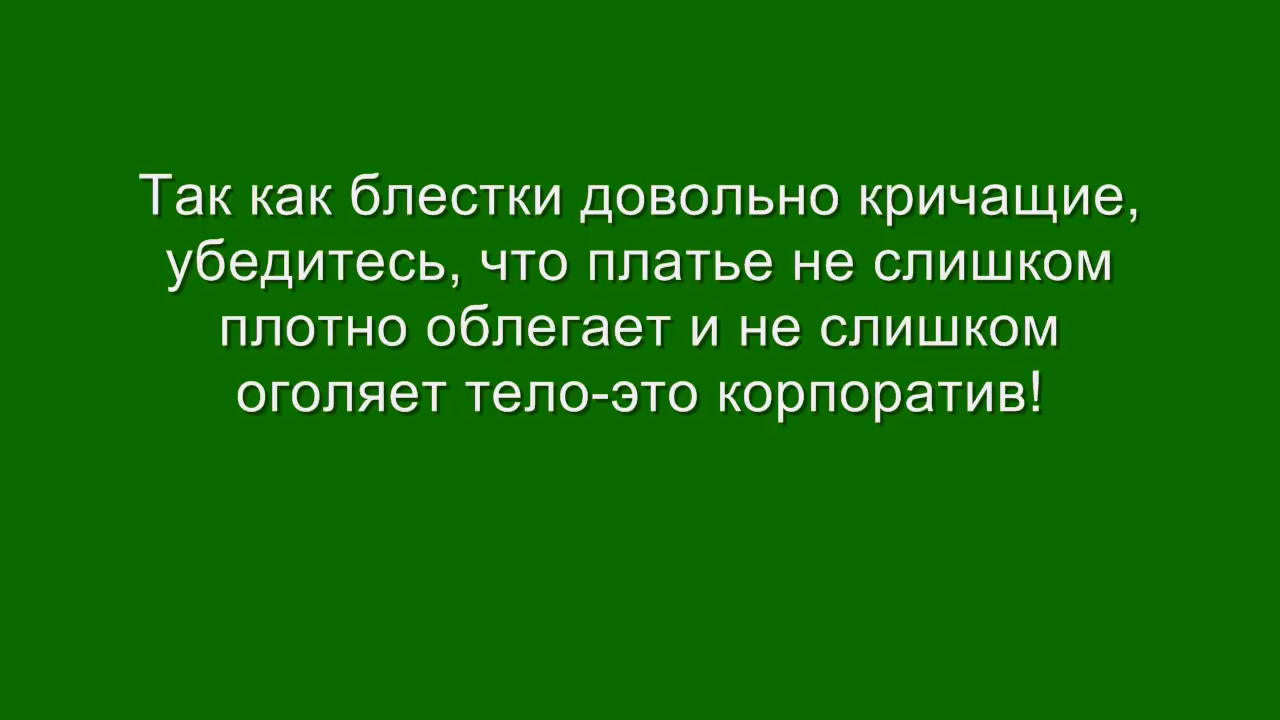 Так как блестки довольно кричащие,
убедитесь, что платье не слишком
плотно облегает и не слишком
оголяет тело-это корпоратив!